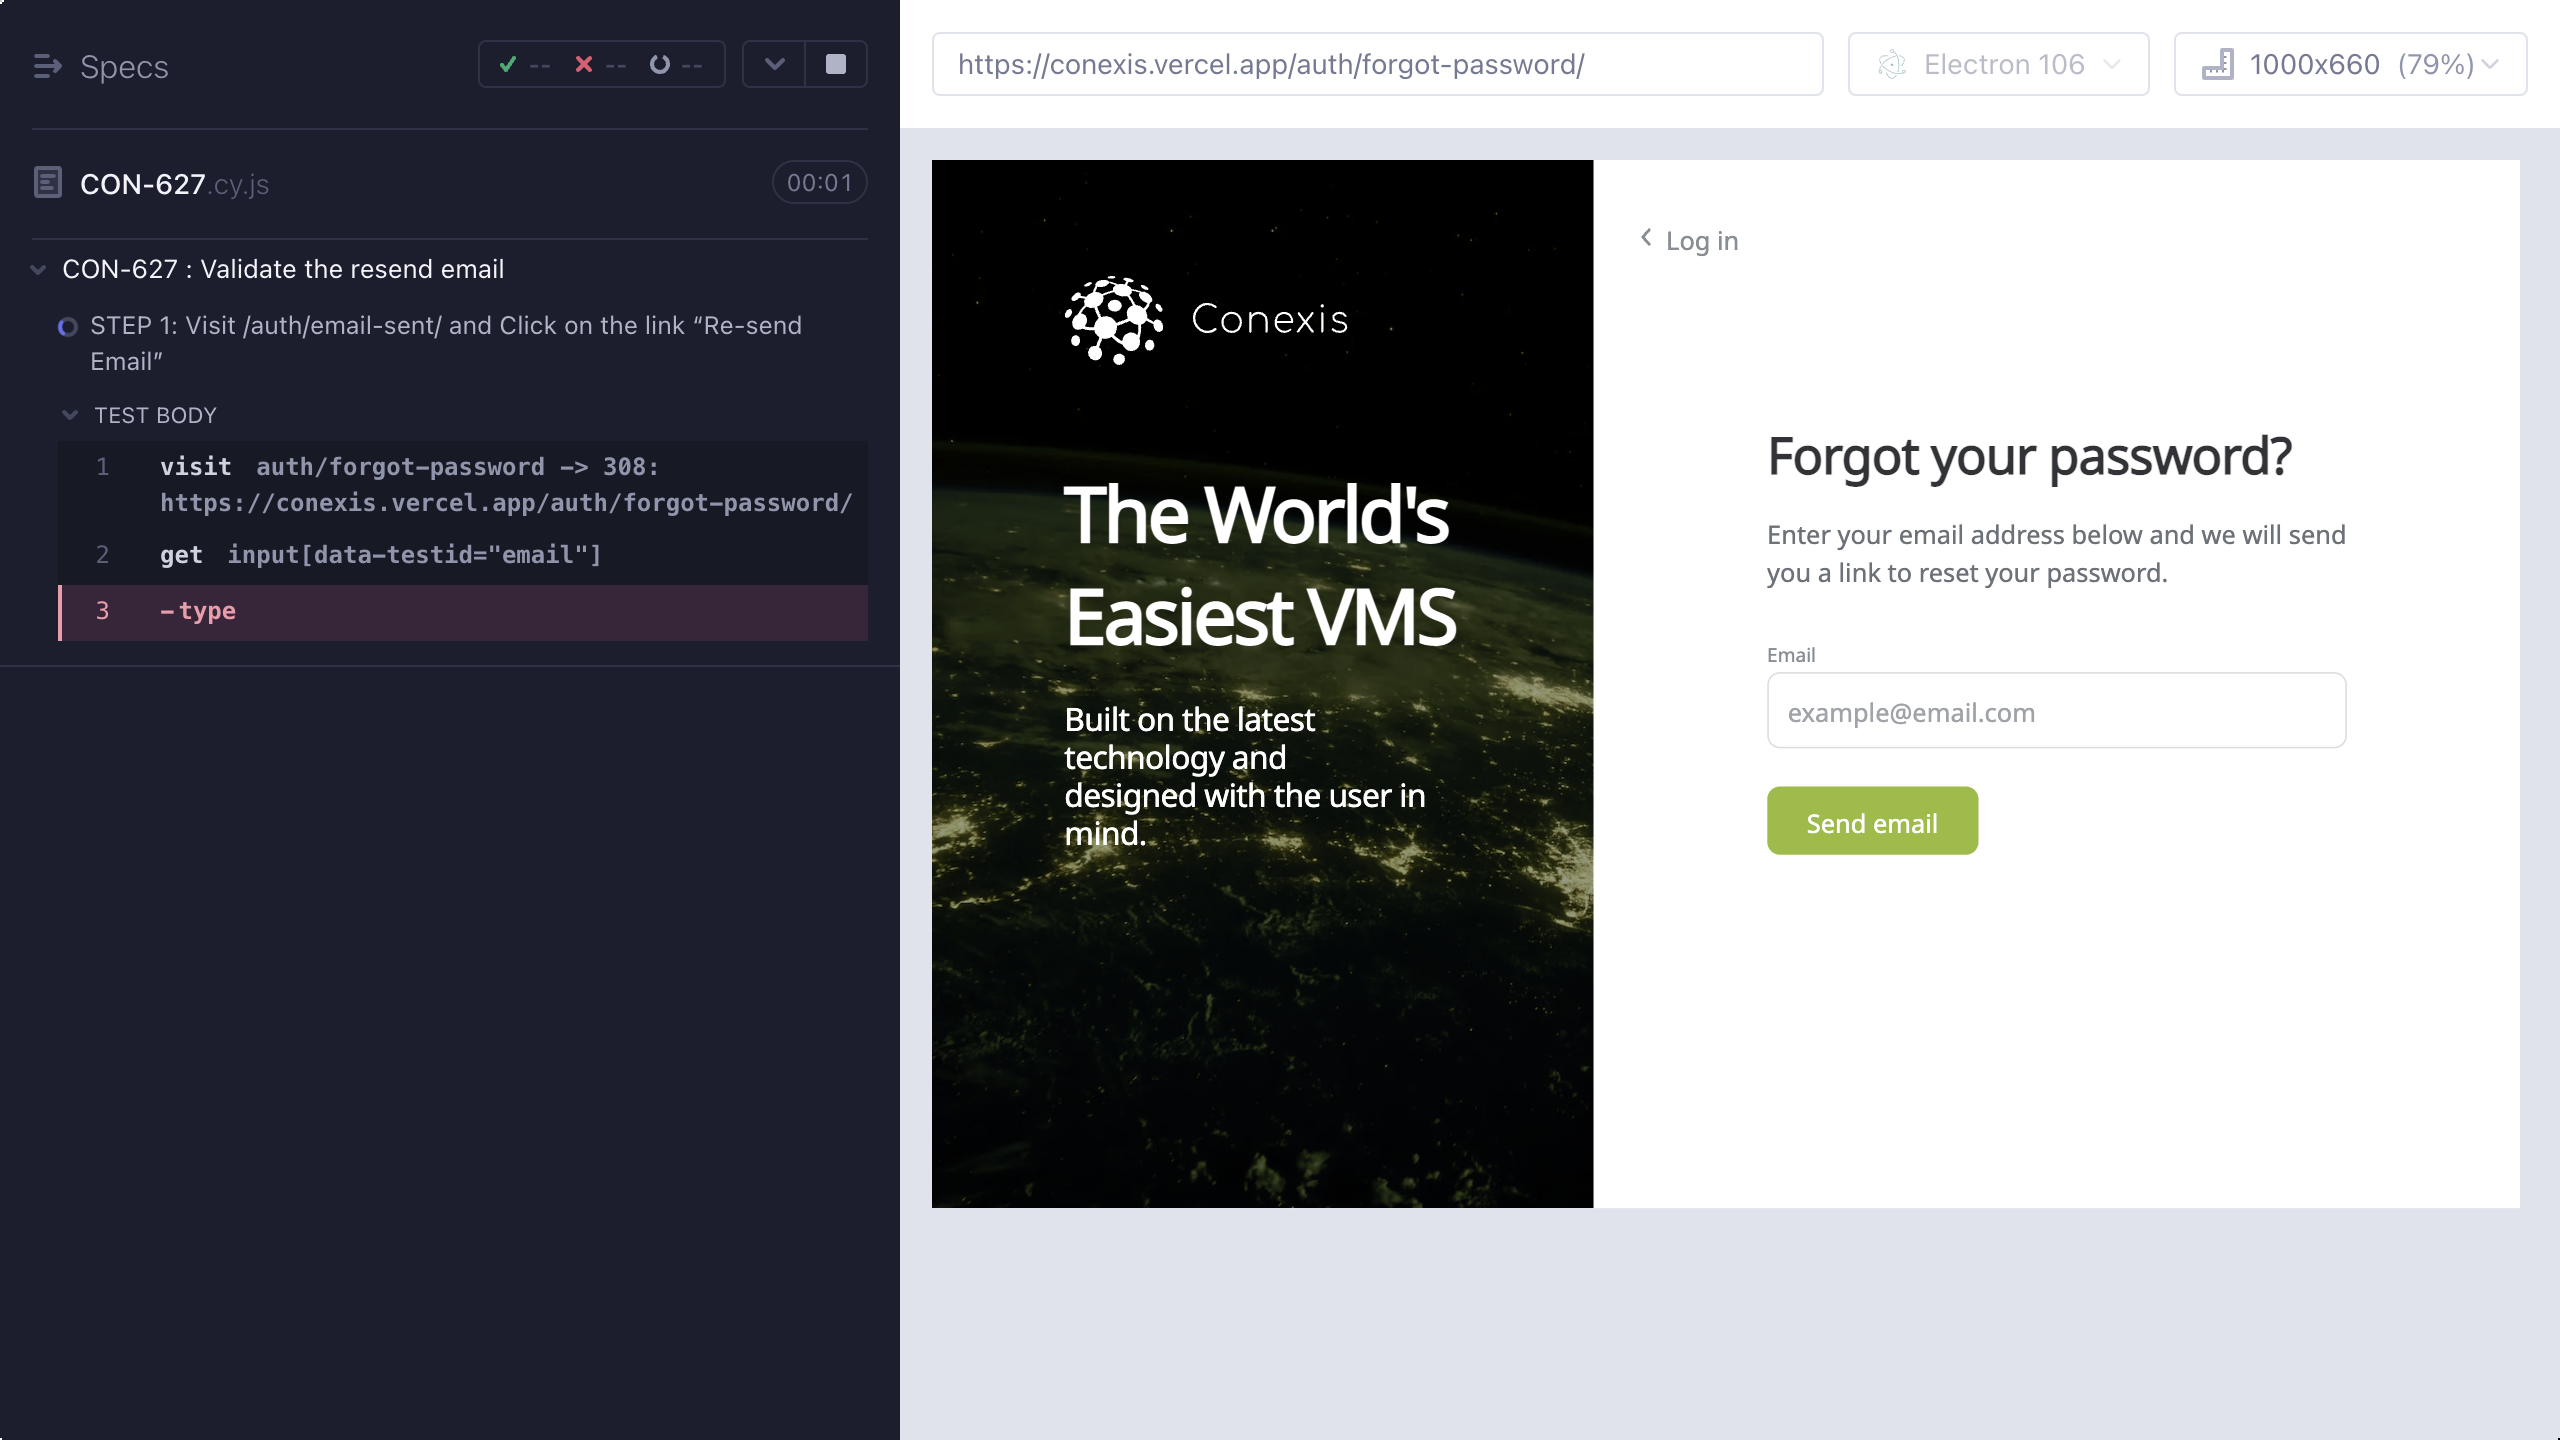 Specs
--
--
--
CON-627.cy.js
00:01
CON-627 : Validate the resend email
STEP 1: Visit /auth/email-sent/ and Click on the link “Re-send
Email”
TEST BODY
1 visit auth/forgot-password -> 308:
https://conexis.vercel.app/auth/forgot-password/
2 get input[data-testid="email"]
3 -type
https://conexis.vercel.app/auth/forgot-password/
Electron 106
1000x660 (79%)
Conexis
The World's
Easiest VMS
Built on the latest
technology and
designed with the user in
mind.
Log in
Forgot your password?
Enter your email address below and we will send
you a link to reset your password.
Email
example@email.com
Send email